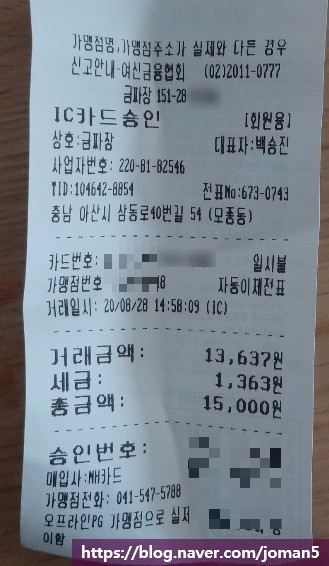 가맹점명,가맹점주소가 실제와 다른 경우
신고안내-여신금융협회 (02)2011-0777
금파장 151-28
IC카드승인 [회원용]
상호:금파장 대표자:백승진
사업자번호: 220-81-82546
TID:104642-8854 전표No:673-0743
충남 아산시 삼동로40번길 54 (모종동)
카드번호: 일시불
가맹점번호 48 자동이체전표
거래일시: 20/08/28 14:58:09 (IC)
거래금액: 13,637원
세금: 1,363원
총금액: 15,000원
승인번호:
매입사:NH카드
가맹점전화: 041-547-5788
오프라인PG 가맹점으로 실저
이함
https://blog.naver.com/joman5